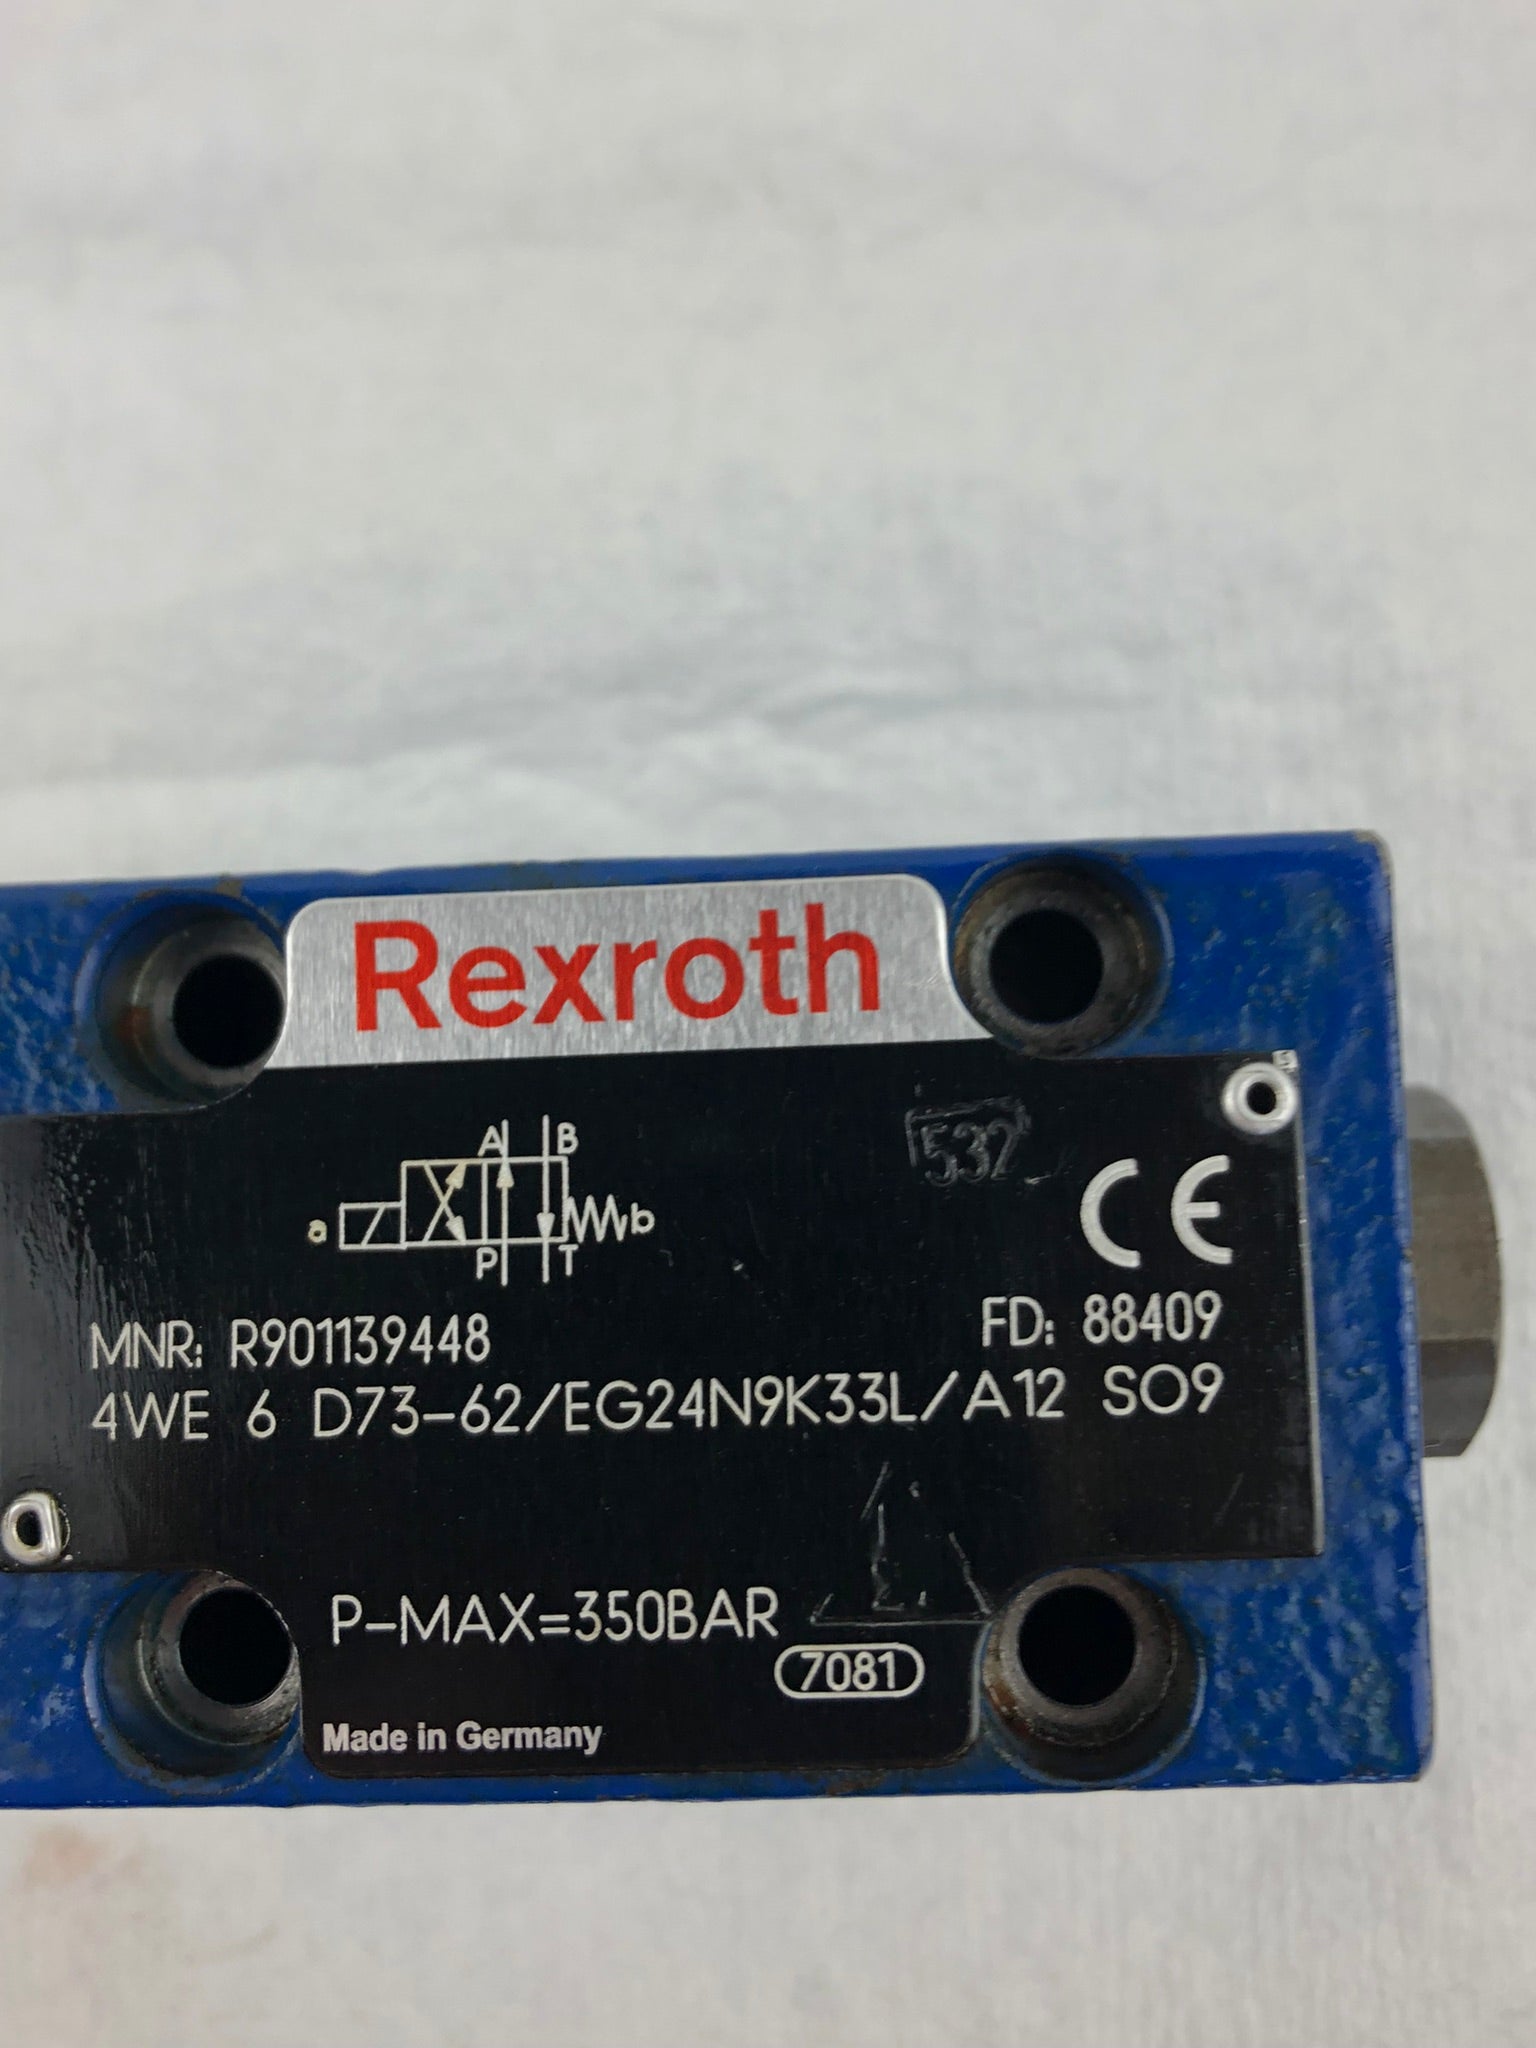 Rexroth
532
A B
a b
P T
CE
MNR: R901139448 FD: 88409
4WE 6 D73-62/EG24N9K33L/A12 SO9
P-MAX=350BAR
7081
Made in Germany